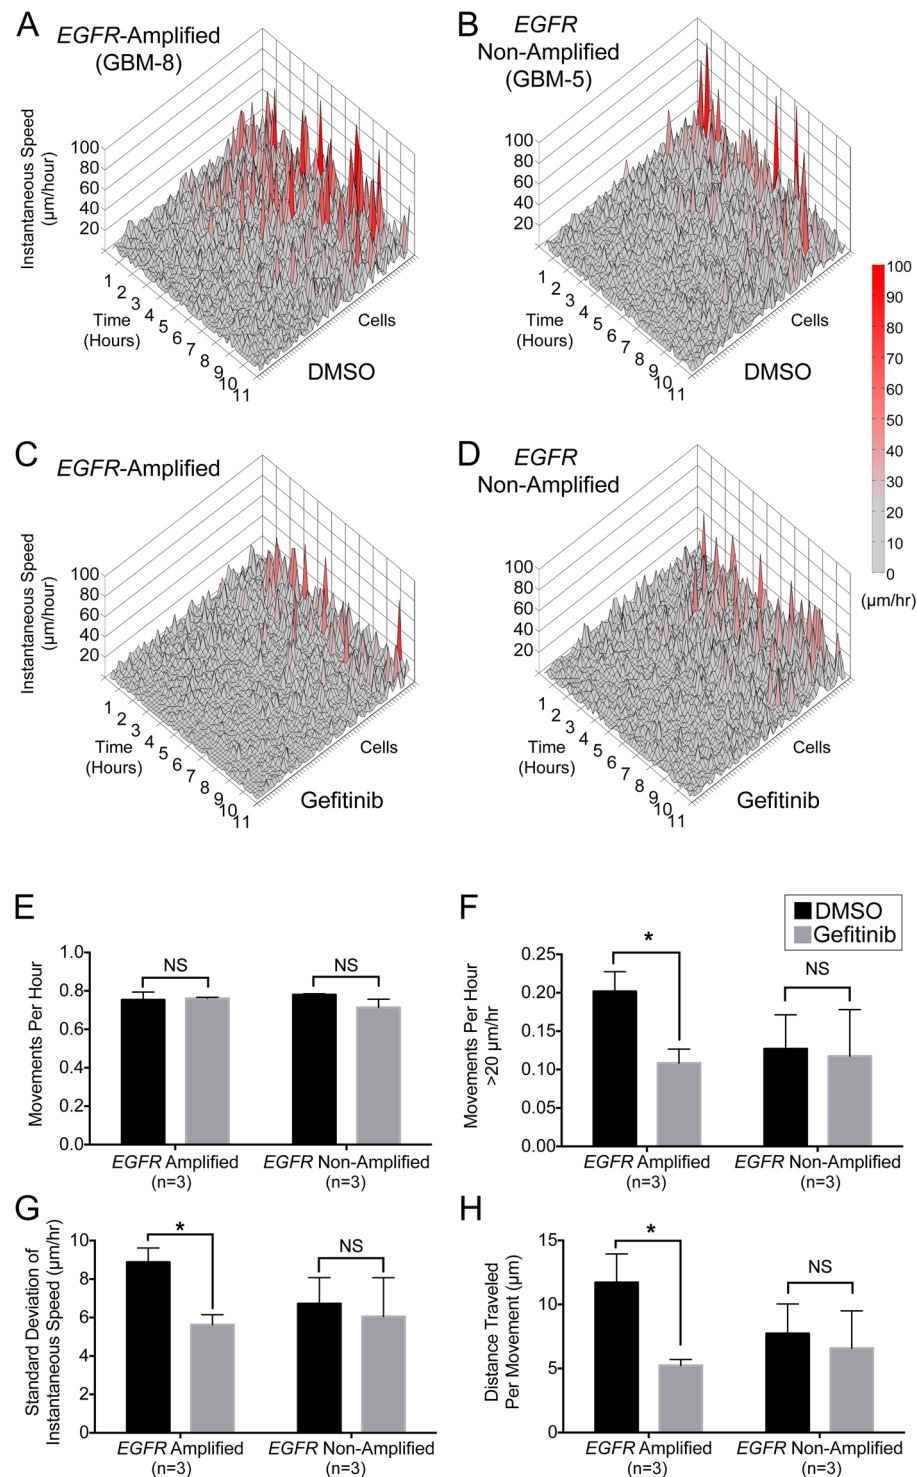 A
EGFR-Amplified
(GBM-8)
Instantaneous Speed
(µm/hour)
100
80
60
40
20
1
2
3
4
5
6
7
8
9
10
11
Time
(Hours)
Cells
DMSO
B
EGFR
Non-Amplified
(GBM-5)
100
80
60
40
20
1
2
3
4
5
6
7
8
9
10
11
Time
(Hours)
Cells
DMSO
100
90
80
70
60
50
40
30
20
10
0
(µm/hr)
C
EGFR-Amplified
Instantaneous Speed
(µm/hour)
100
80
60
40
20
1
2
3
4
5
6
7
8
9
10
11
Time
(Hours)
Cells
Gefitinib
D
EGFR
Non-Amplified
100
80
60
40
20
1
2
3
4
5
6
7
8
9
10
11
Time
(Hours)
Cells
Gefitinib
E
Movements Per Hour
1.0
0.8
0.6
0.4
0.2
0.0
NS
NS
EGFR Amplified
(n=3)
EGFR Non-Amplified
(n=3)
F
DMSO
Gefitinib
Movements Per Hour
>20 µm/hr
0.25
0.20
0.15
0.10
0.05
0.00
*
NS
EGFR Amplified
(n=3)
EGFR Non-Amplified
(n=3)
G
Standard Deviation of
Instantaneous Speed (µm/hr)
10
8
6
4
2
0
*
NS
EGFR Amplified
(n=3)
EGFR Non-Amplified
(n=3)
H
Distance Traveled
Per Movement (µm)
15
10
5
0
*
NS
EGFR Amplified
(n=3)
EGFR Non-Amplified
(n=3)